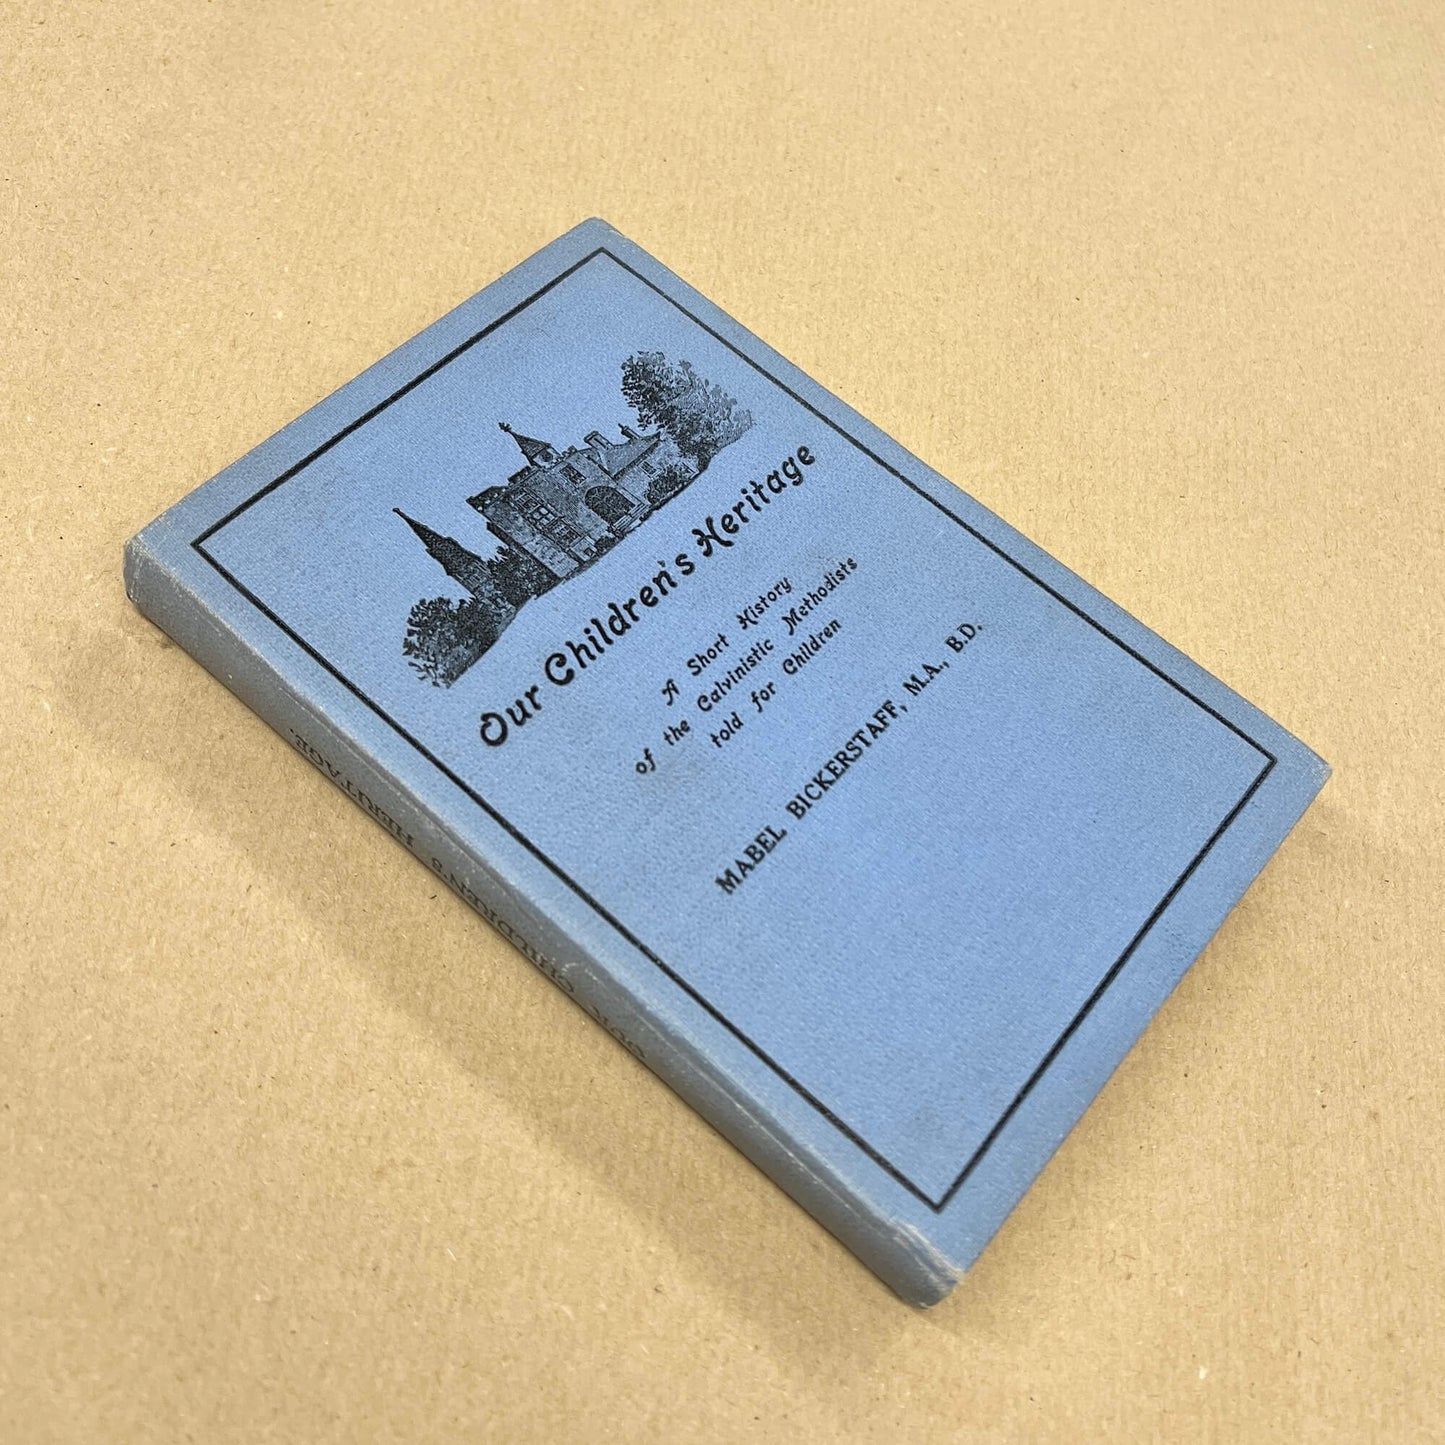 Our Children's Heritage
A Short History
of the Calvinistic Methodists
told for Children
MABEL BICKERSTAFF, M.A., B.D.
OUR CHILDREN'S HERITAGE.